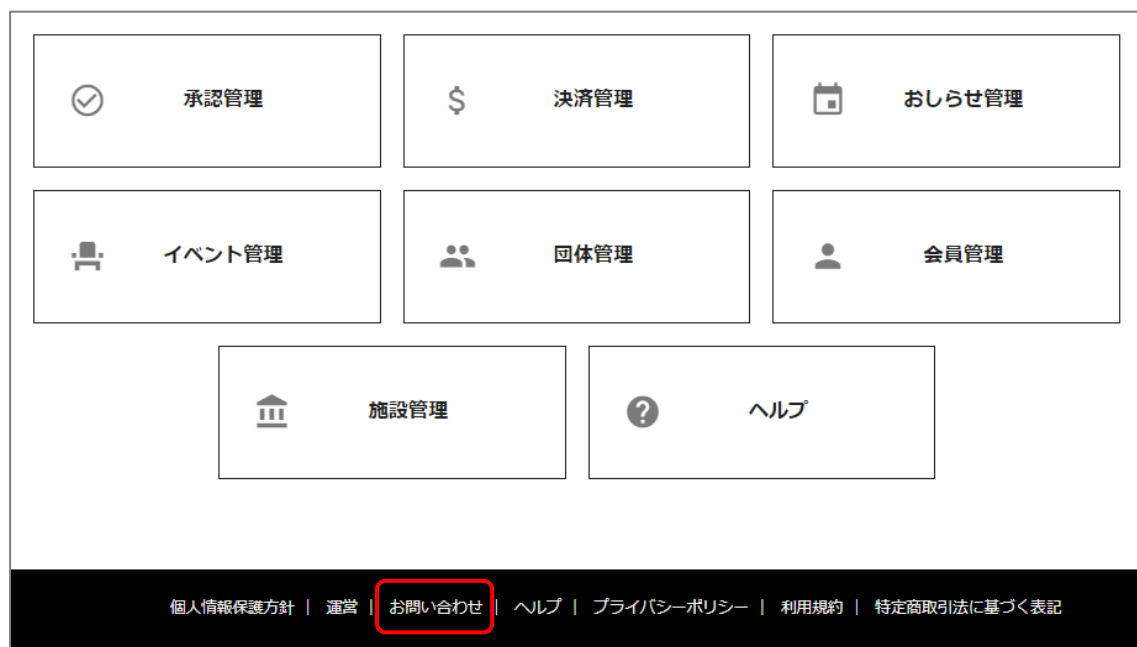 承認管理
決済管理
おしらせ管理
イベント管理
団体管理
会員管理
施設管理
ヘルプ
個人情報保護方針 | 運営 | お問い合わせ | ヘルプ | プライバシーポリシー | 利用規約 | 特定商取引法に基づく表記